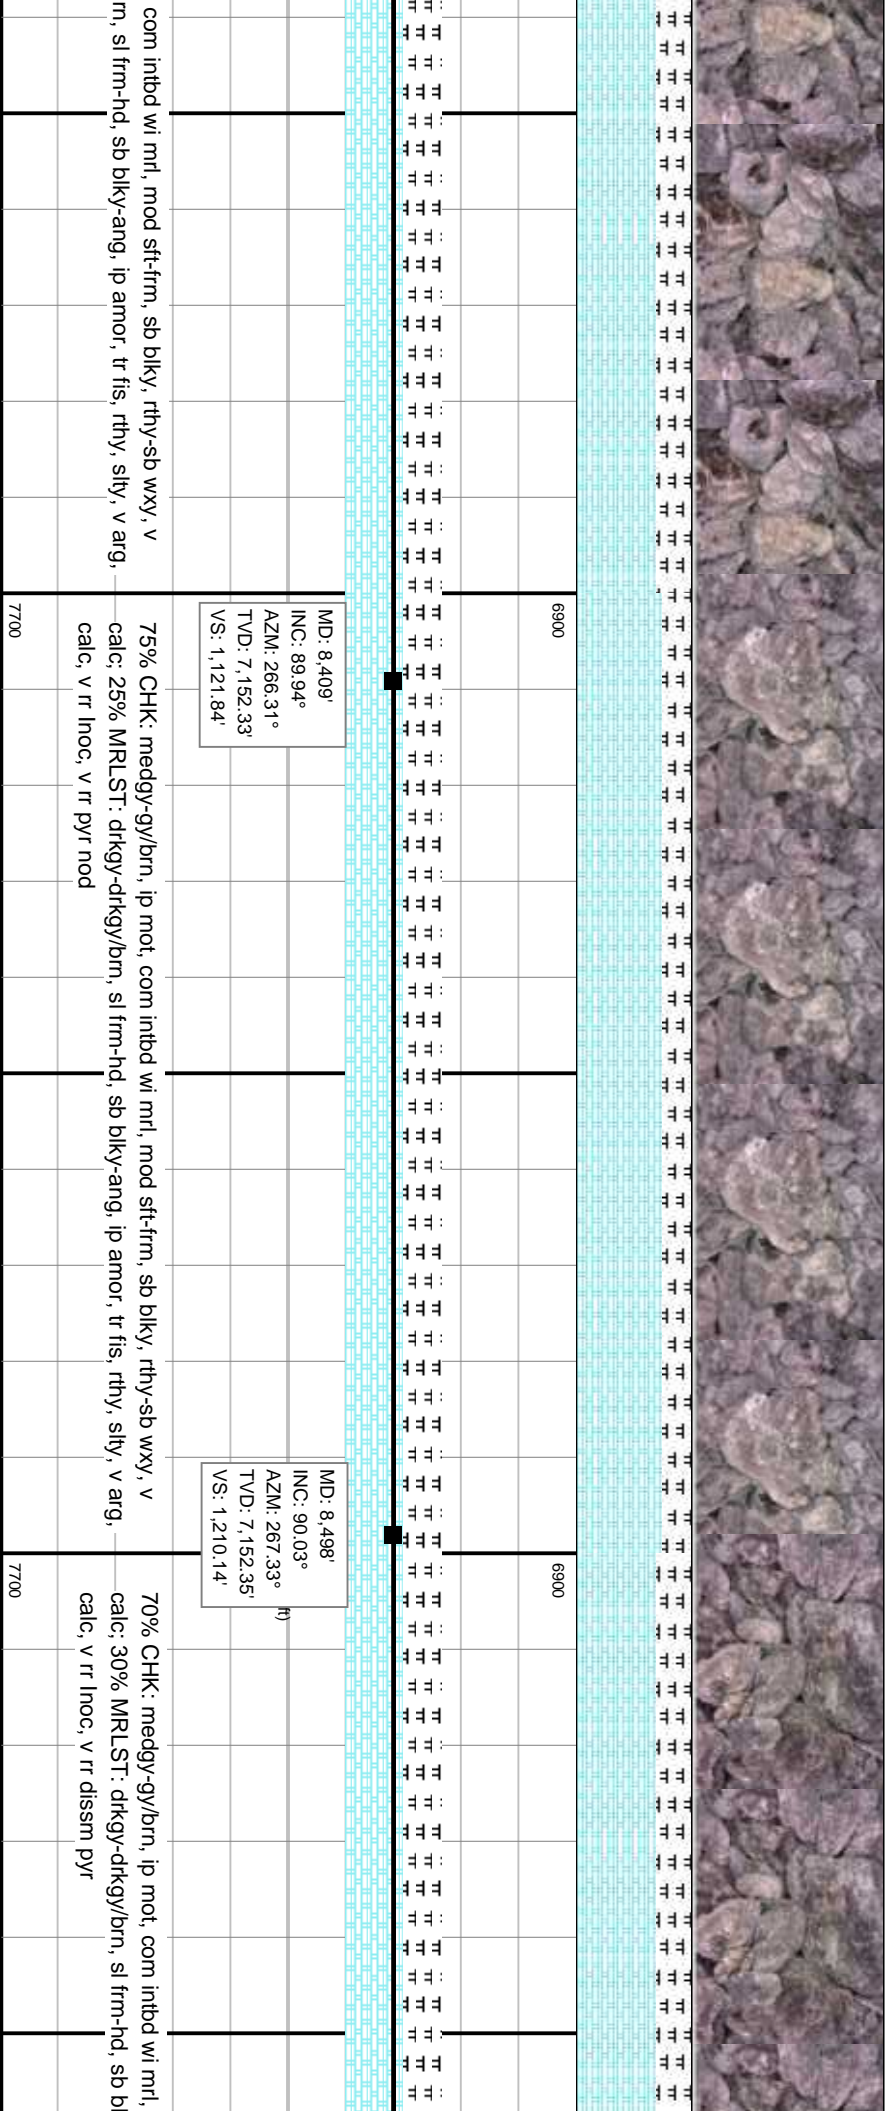 com intbd wi mrl, mod sft-frm, sb blky, rthy-sb wxy, v
rn, sl frm-hd, sb blky-ang, ip amor, tr fis, rthy, slty, v arg,
6900
7700
MD: 8,409'
INC: 89.94°
AZM: 266.31°
TVD: 7,152.33'
VS: 1,121.84'
75% CHK: medgy-gy/brn, ip mot, com intbd wi mrl, mod sft-frm, sb blky, rthy-sb wxy, v
calc; 25% MRLST: drkgy-drkgy/brn, sl frm-hd, sb blky-ang, ip amor, tr fis, rthy, slty, v arg,
calc, v rr Inoc, v rr pyr nod
MD: 8,498'
INC: 90.03°
AZM: 267.33°
TVD: 7,152.35'
VS: 1,210.14'
ft)
6900
7700
70% CHK: medgy-gy/brn, ip mot, com intbd wi mrl,
calc; 30% MRLST: drkgy-drkgy/brn, sl frm-hd, sb bl
calc, v rr Inoc, v rr dissm pyr